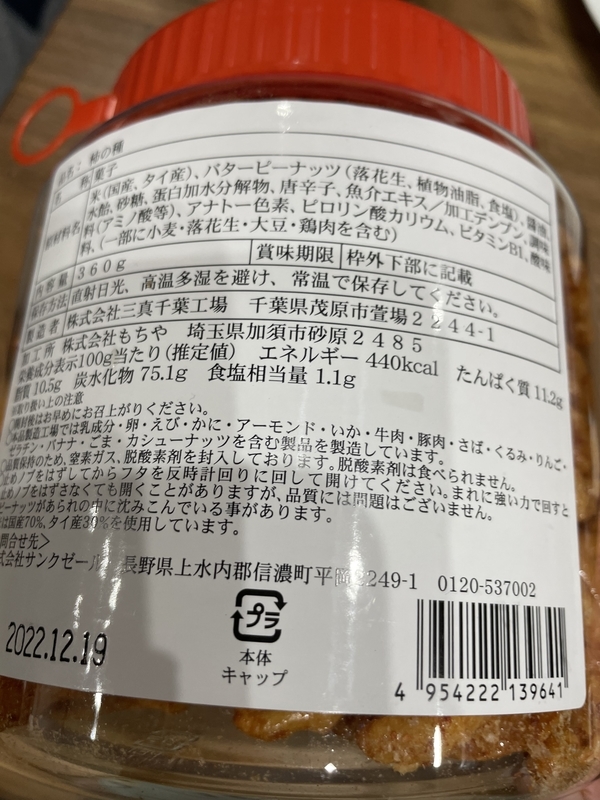 品名：柿の種
名 称 菓子
原材料名 米(国産、タイ産)、バターピーナッツ(落花生、植物油脂、食塩)、醤油、
水飴、砂糖、蛋白加水分解物、唐辛子、魚介エキス／加工デンプン、調味
料(アミノ酸等)、アナトー色素、ピロリン酸カリウム、ビタミンB1、酸味
料、(一部に小麦・落花生・大豆・鶏肉を含む)
内容量 360g 賞味期限 枠外下部に記載
保存方法 直射日光、高温多湿を避け、常温で保存してください。
製造者 株式会社三真千葉工場 千葉県茂原市萱場2244-1
加工所 株式会社もちや 埼玉県加須市砂原2485
栄養成分表示100g当たり(推定値) エネルギー 440kcal たんぱく質 11.2g
脂質 10.5g 炭水化物 75.1g 食塩相当量 1.1g
取り扱い上の注意
○開封後はお早めにお召上がりください。
○本品製造工場では乳成分・卵・えび・かに・アーモンド・いか・牛肉・豚肉・さば・くるみ・りんご・
ゼラチン・バナナ・ごま・カシューナッツを含む製品を製造しています。
○品質保持のため、窒素ガス、脱酸素剤を封入しております。脱酸素剤は食べられません。
止めノブをはずしてからフタを反時計回りに回して開けてください。まれに強い力で回すと
止めノブをはずさなくても開くことがありますが、品質には問題はございません。
ピーナッツがあられの中に沈みこんでいる事があります。
は国産70%、タイ産30%を使用しています。
問合せ先>
式会社サンクゼール 長野県上水内郡信濃町平岡2249-1 0120-537002
2022.12.19
プラ
本体
キャップ
4 954222 139641